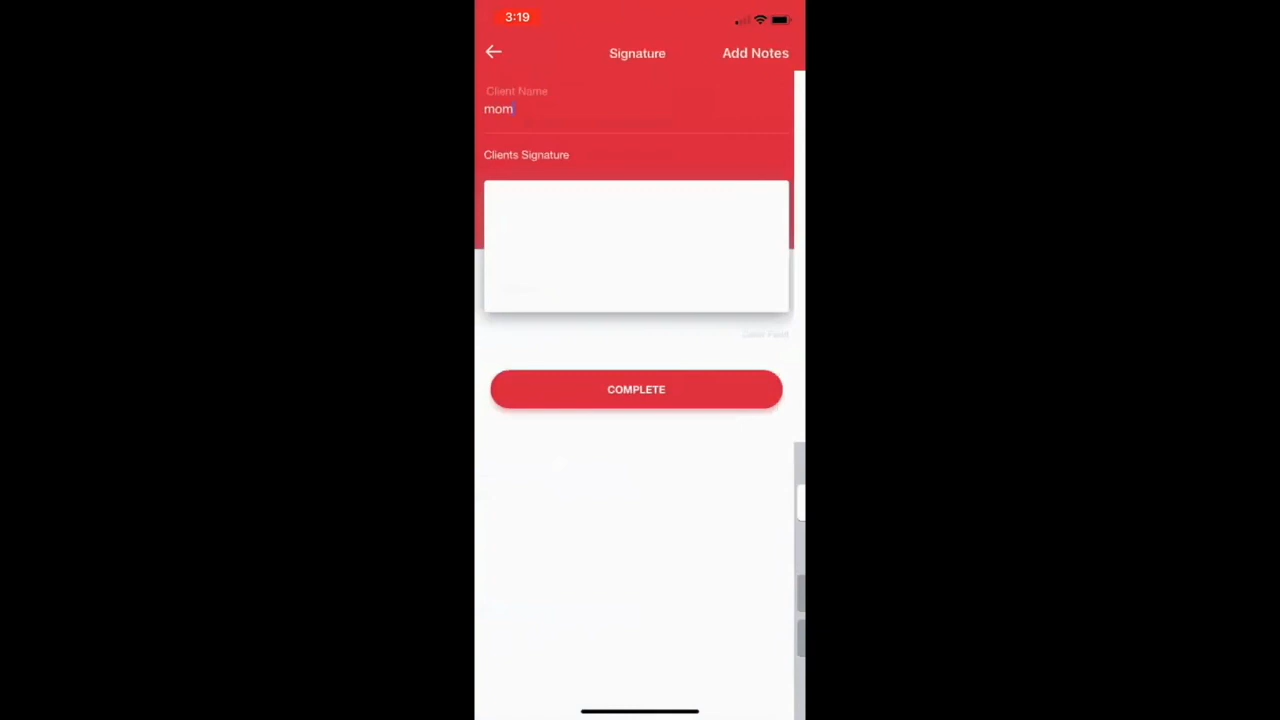 3:19
Signature
Add Notes
Client Name
mom
Clients Signature
COMPLETE